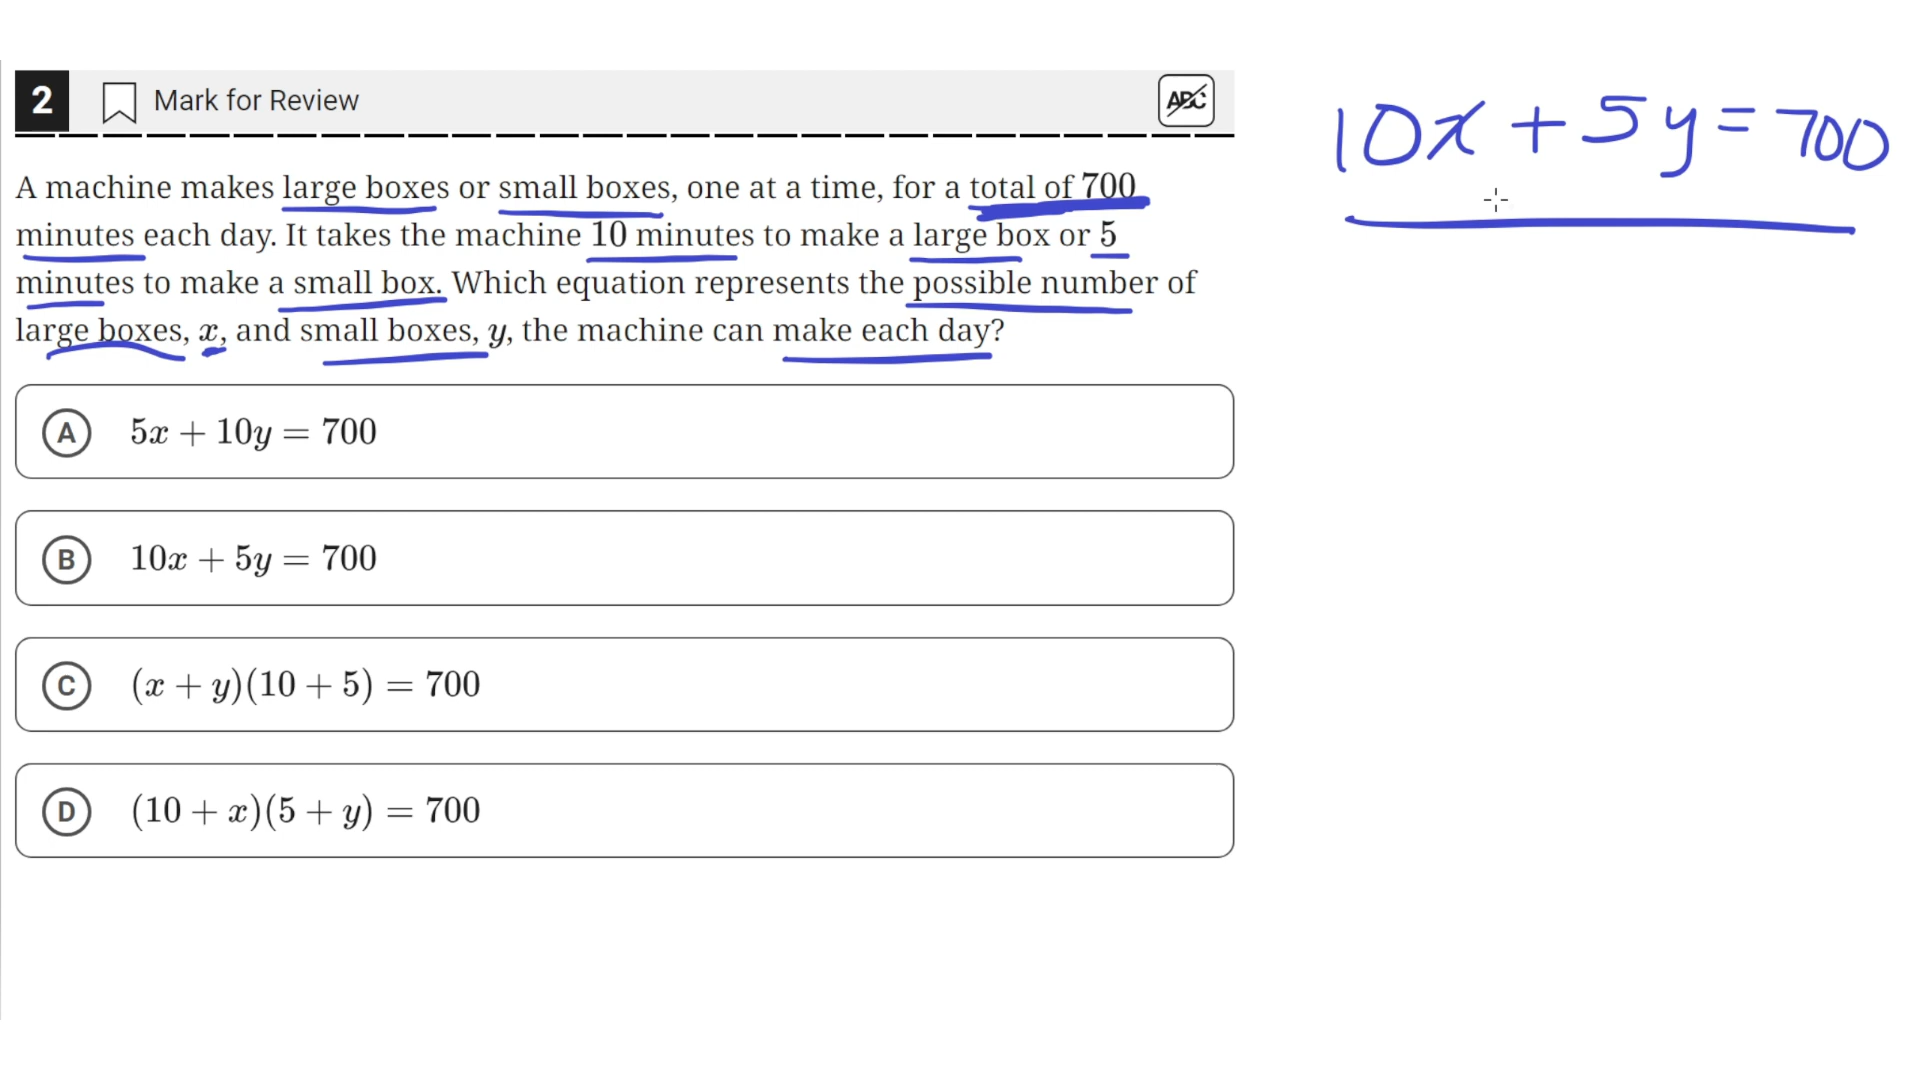 2 Mark for Review ABC
10x + 5y = 700
A machine makes large boxes or small boxes, one at a time, for a total of 700
minutes each day. It takes the machine 10 minutes to make a large box or 5
minutes to make a small box. Which equation represents the possible number of
large boxes, x, and small boxes, y, the machine can make each day?
A 5x + 10y = 700
B 10x + 5y = 700
C (x + y)(10 + 5) = 700
D (10 + x)(5 + y) = 700